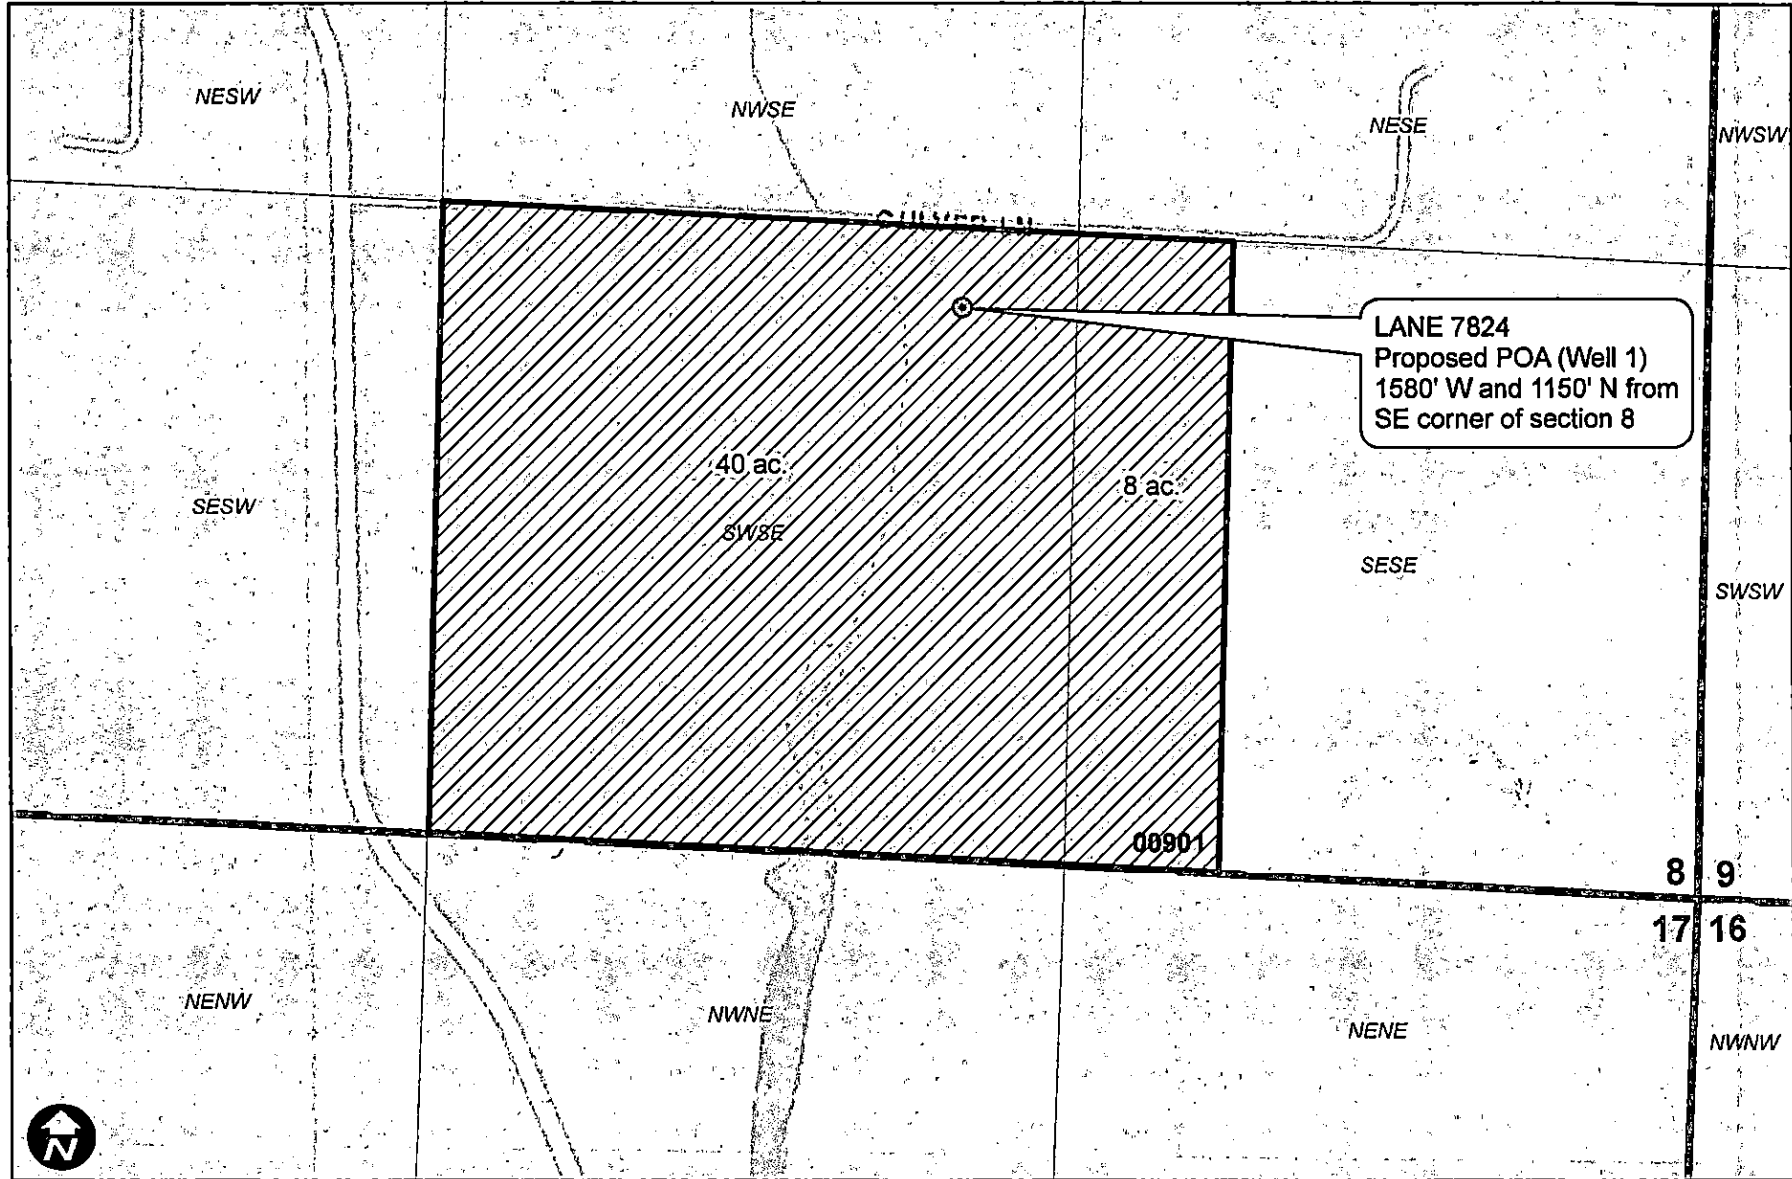 NESW
NWSE
NESE
NWSW
LANE 7824
Proposed POA (Well 1)
1580' W and 1150' N from
SE corner of section 8
40 ac.
8 ac.
SESW
SWSE
SESE
SWSW
00901
8 9
17 16
NENW
NWNE
NENE
NWNW
N